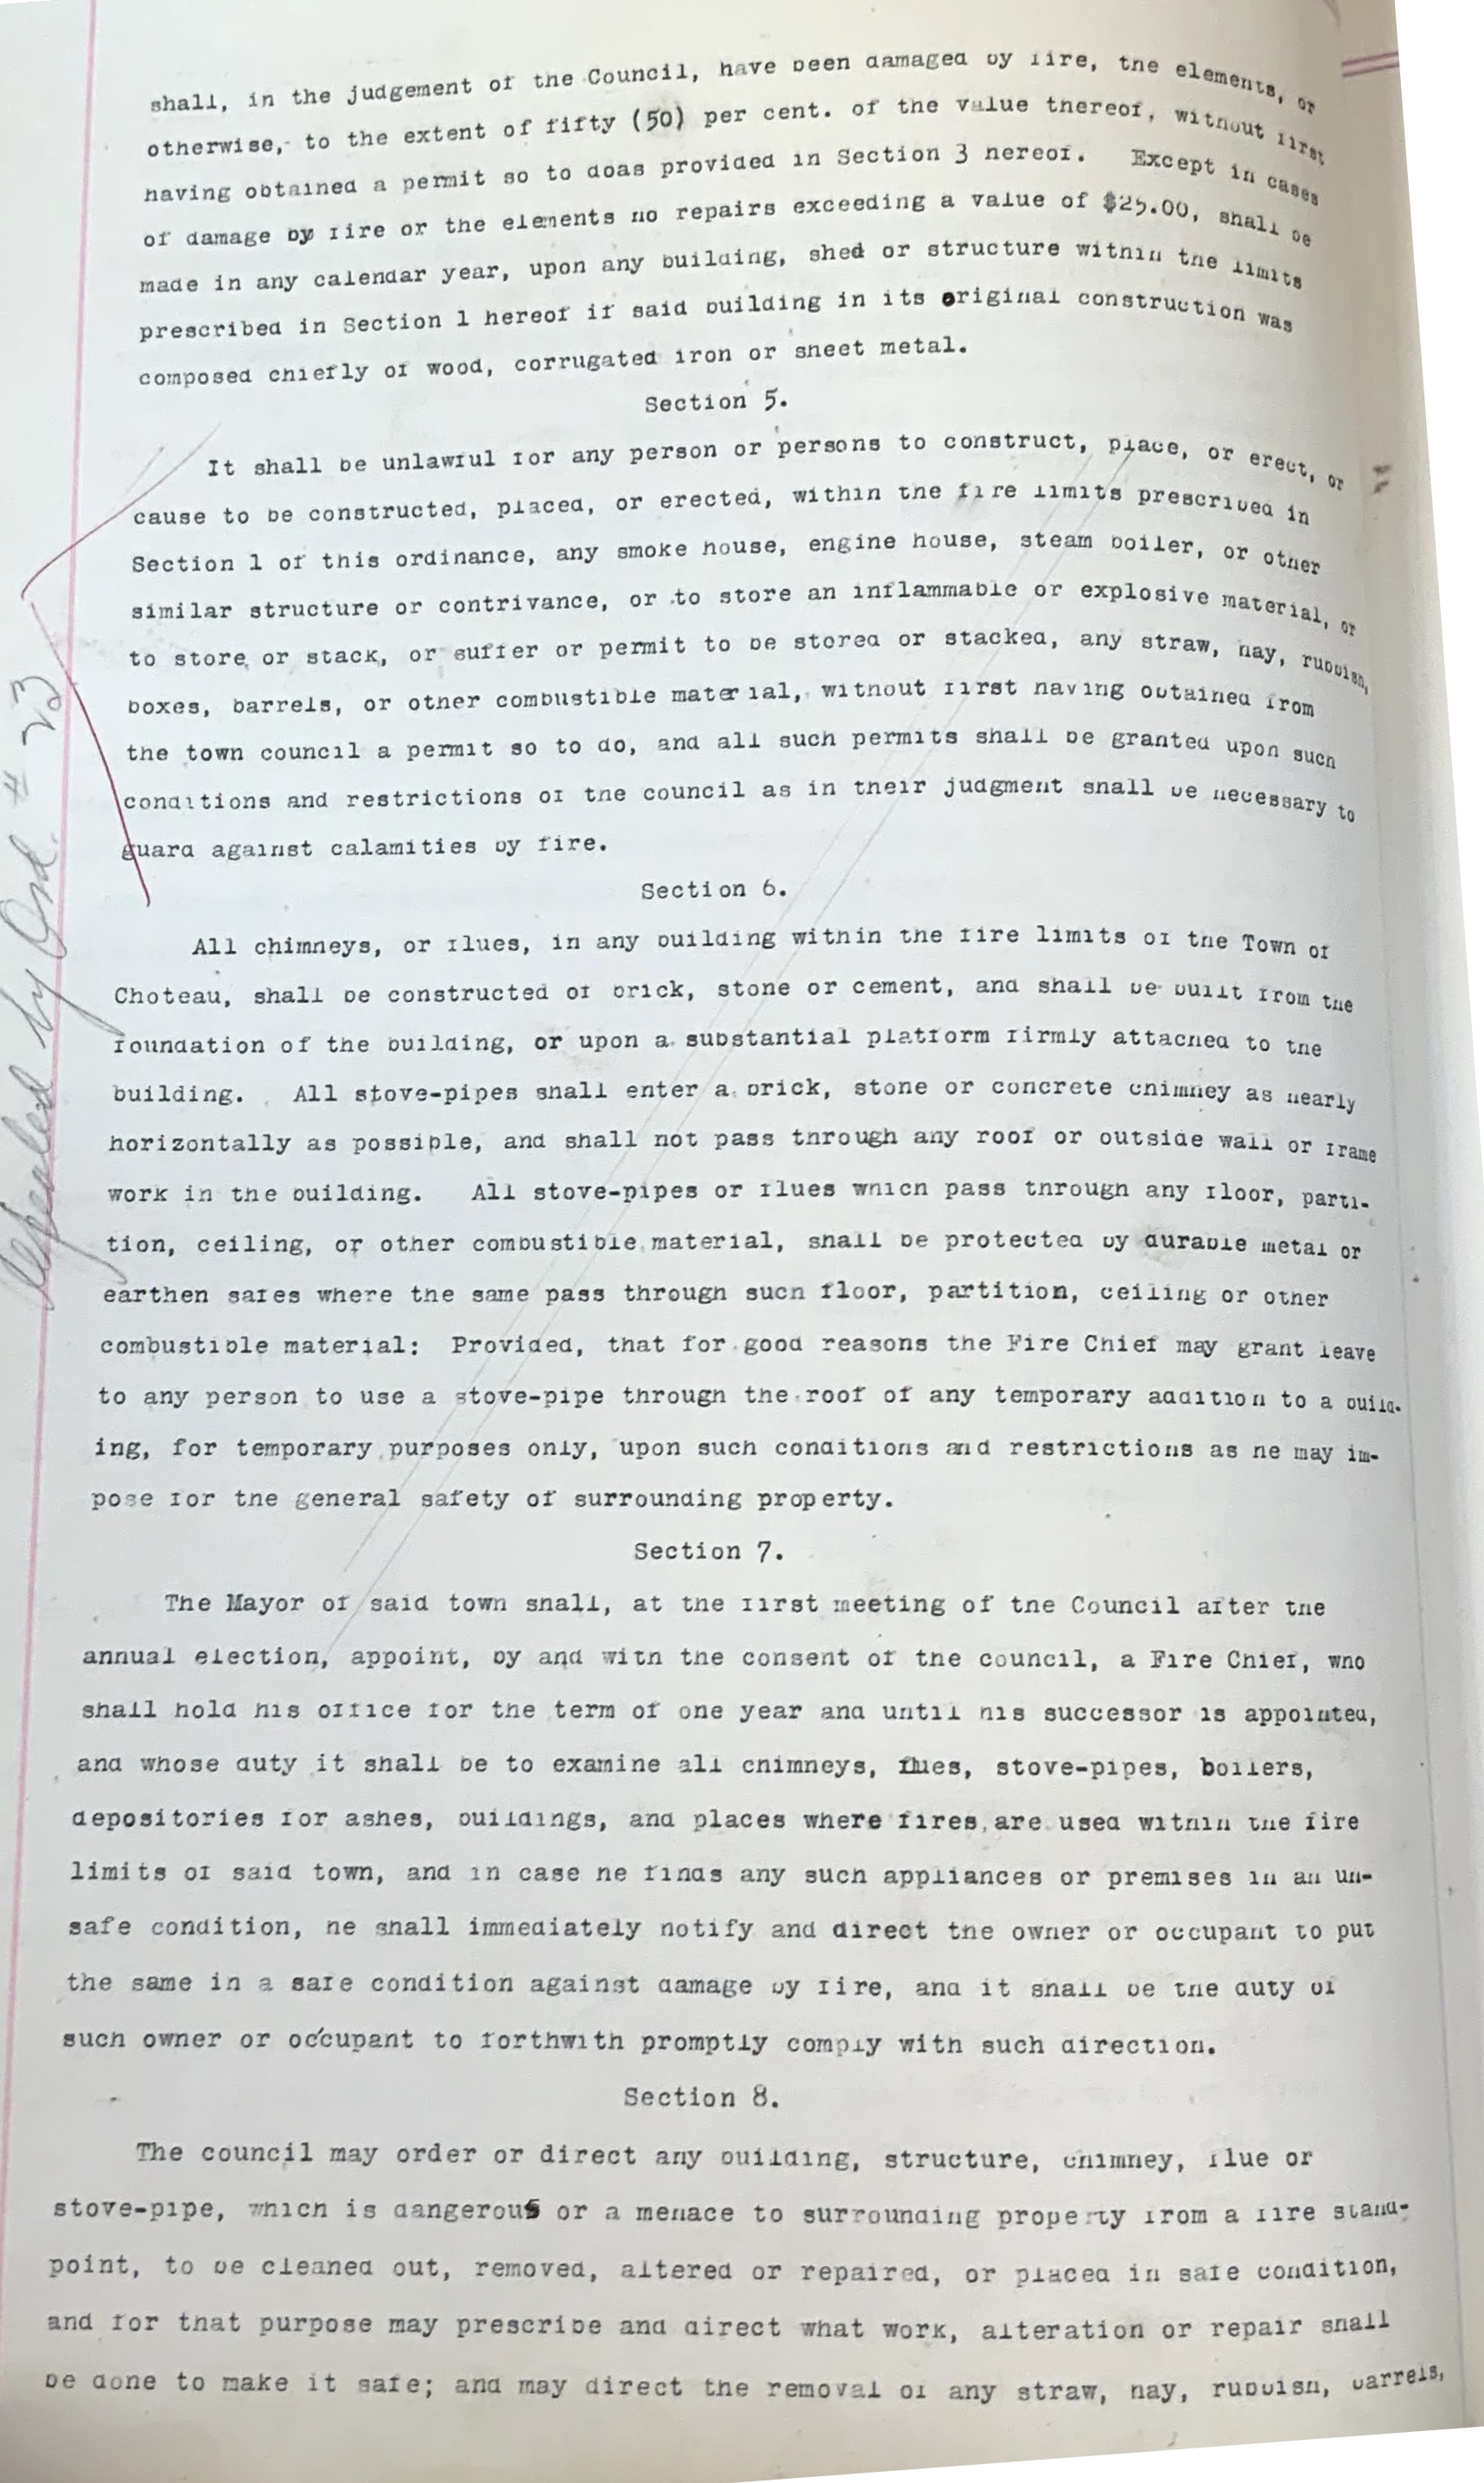 shall, in the judgement of the Council, have been damaged by fire, the elements, or
otherwise, to the extent of fifty (50) per cent. of the value thereof, without first
having obtained a permit so to doas provided in Section 3 hereof. Except in cases
of damage by fire or the elements no repairs exceeding a value of $25.00, shall be
made in any calendar year, upon any building, shed or structure within the limits
prescribed in Section 1 hereof if said building in its original construction was
composed chiefly of wood, corrugated iron or sheet metal.
Section 5.
It shall be unlawful for any person or persons to construct, place, or erect, or
cause to be constructed, placed, or erected, within the fire limits prescribed in
Section 1 of this ordinance, any smoke house, engine house, steam boiler, or other
similar structure or contrivance, or to store an inflammable or explosive material, or
to store or stack, or suffer or permit to be stored or stacked, any straw, hay, rubbish,
boxes, barrels, or other combustible material, without first having obtained from
the town council a permit so to do, and all such permits shall be granted upon such
conditions and restrictions of the council as in their judgment shall be necessary to
guard against calamities by fire.
Section 6.
All chimneys, or flues, in any building within the fire limits of the Town of
Choteau, shall be constructed of brick, stone or cement, and shall be built from the
foundation of the building, or upon a substantial platform firmly attached to the
building. All stove-pipes shall enter a brick, stone or concrete chimney as nearly
horizontally as possible, and shall not pass through any roof or outside wall or frame
work in the building. All stove-pipes or flues which pass through any floor, parti-
tion, ceiling, or other combustible material, shall be protected by durable metal or
earthen safes where the same pass through such floor, partition, ceiling or other
combustible material: Provided, that for good reasons the Fire Chief may grant leave
to any person to use a stove-pipe through the roof of any temporary addition to a build-
ing, for temporary purposes only, upon such conditions and restrictions as he may im-
pose for the general safety of surrounding property.
Section 7.
The Mayor of said town shall, at the first meeting of the Council after the
annual election, appoint, by and with the consent of the council, a Fire Chief, who
shall hold his office for the term of one year and until his successor is appointed,
and whose duty it shall be to examine all chimneys, flues, stove-pipes, boilers,
depositories for ashes, buildings, and places where fires are used within the fire
limits of said town, and in case he finds any such appliances or premises in an un-
safe condition, he shall immediately notify and direct the owner or occupant to put
the same in a safe condition against damage by fire, and it shall be the duty of
such owner or occupant to forthwith promptly comply with such direction.
Section 8.
The council may order or direct any building, structure, chimney, flue or
stove-pipe, which is dangerous or a menace to surrounding property from a fire stand-
point, to be cleaned out, removed, altered or repaired, or placed in safe condition,
and for that purpose may prescribe and direct what work, alteration or repair shall
be done to make it safe; and may direct the removal of any straw, hay, rubbish, barrels,
Repealed by Ord. # 23